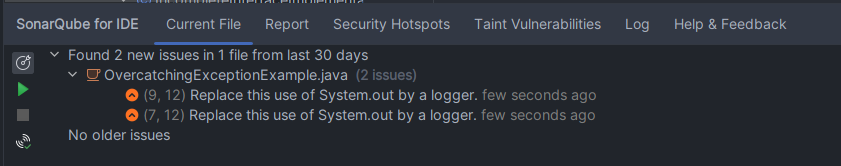 SonarQube for IDE Current File Report Security Hotspots Taint Vulnerabilities Log Help & Feedback
Found 2 new issues in 1 file from last 30 days
OvercatchingExceptionExample.java (2 issues)
(9, 12) Replace this use of System.out by a logger. few seconds ago
(7, 12) Replace this use of System.out by a logger. few seconds ago
No older issues